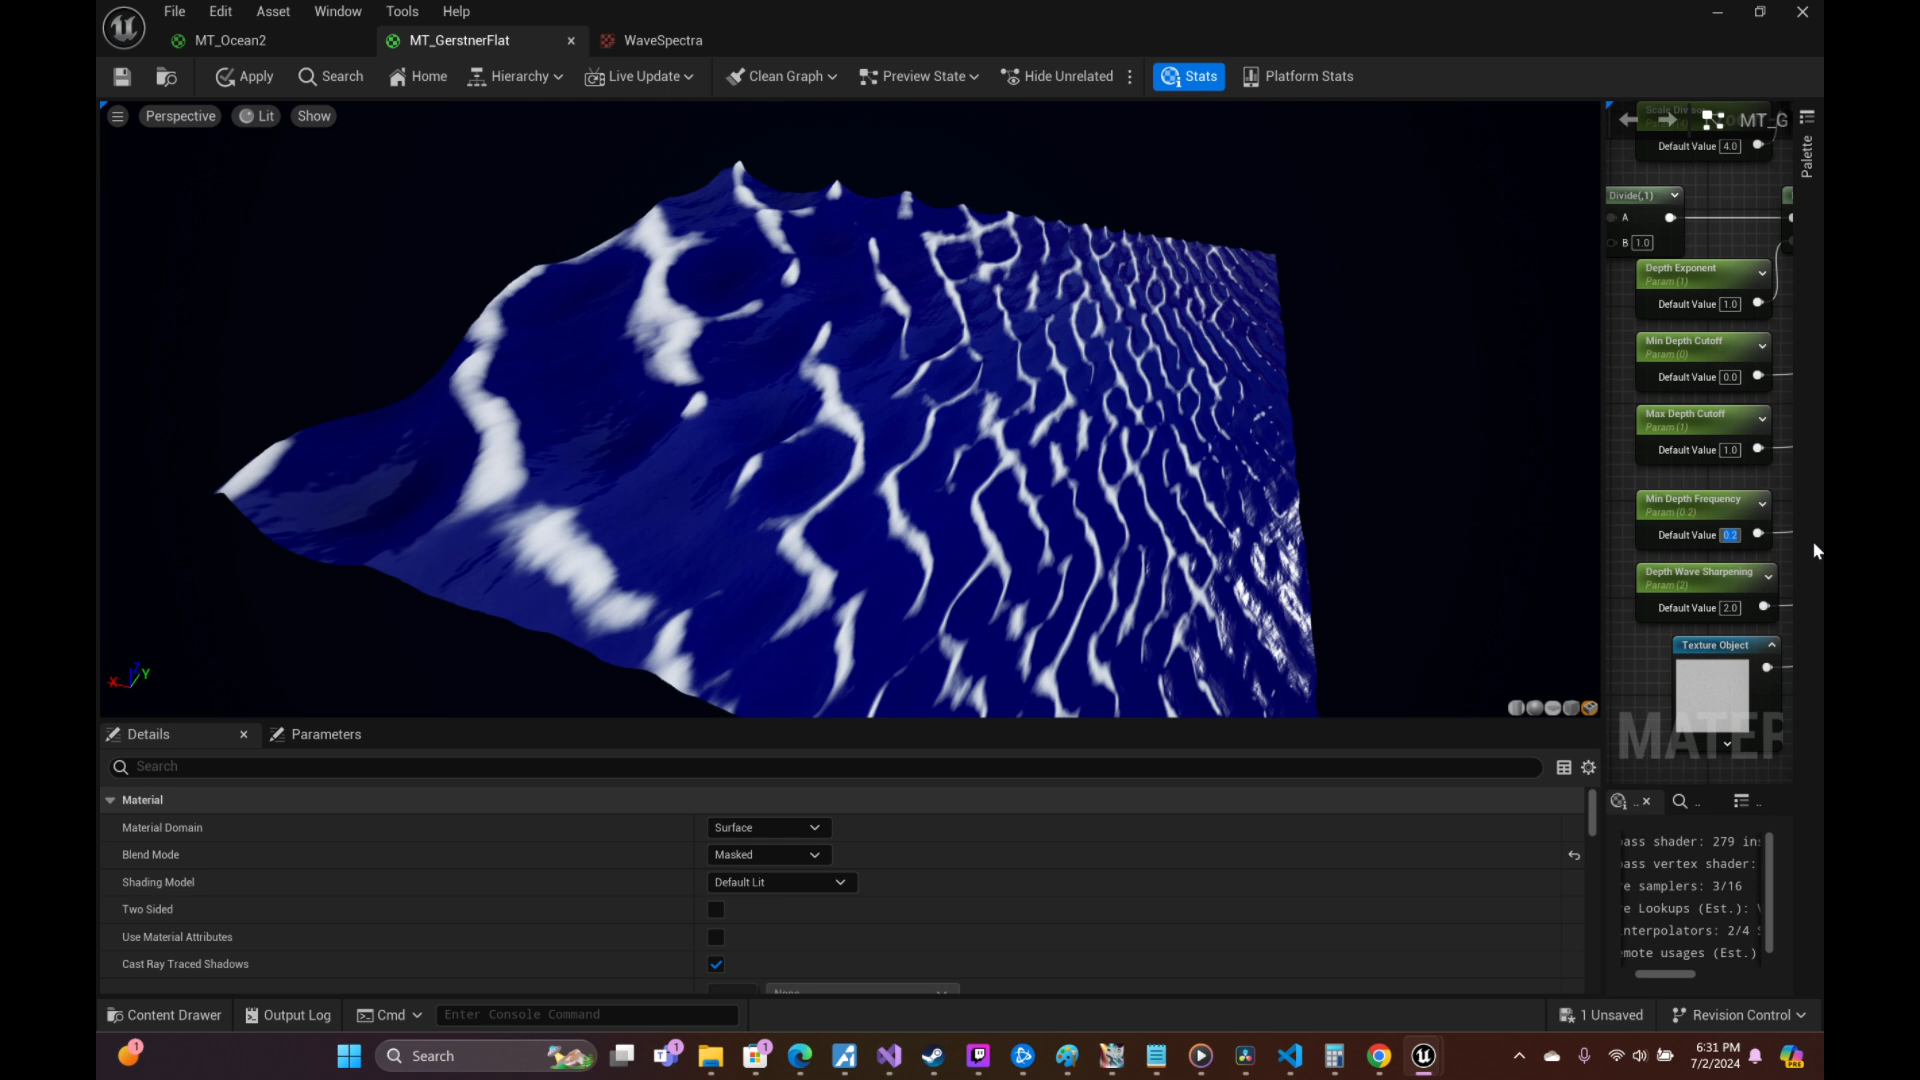 File Edit Asset Window Tools Help
MT_Ocean2 MT_GerstnerFlat WaveSpectra
Apply Search Home Hierarchy Live Update Clean Graph Preview State Hide Unrelated Stats Platform Stats
Perspective Lit Show
MT_G
Palette
Default Value 4.0
Divide(,1)
A
B 1.0
Depth Exponent
Param (1)
Default Value 1.0
Min Depth Cutoff
Param (0)
Default Value 0.0
Max Depth Cutoff
Param (1)
Default Value 1.0
Min Depth Frequency
Param (0.2)
Default Value 0.2
Depth Wave Sharpening
Param (2)
Default Value 2.0
Texture Object
MATER
X Z Y
Details Parameters
Search
Material
Material Domain Surface
Blend Mode Masked
Shading Model Default Lit
Two Sided
Use Material Attributes
Cast Ray Traced Shadows
None
ass shader: 279 ins
ass vertex shader:
e samplers: 3/16
e Lookups (Est.):
nterpolators: 2/4
mote usages (Est.)
Content Drawer Output Log Cmd Enter Console Command 1 Unsaved Revision Control
1 Search 1 1 6:31 PM
7/2/2024
PRE